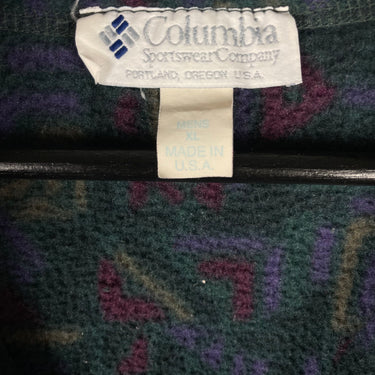 Columbia
Sportswear Company
PORTLAND, OREGON U.S.A.
MENS
XL
MADE IN
U.S.A.